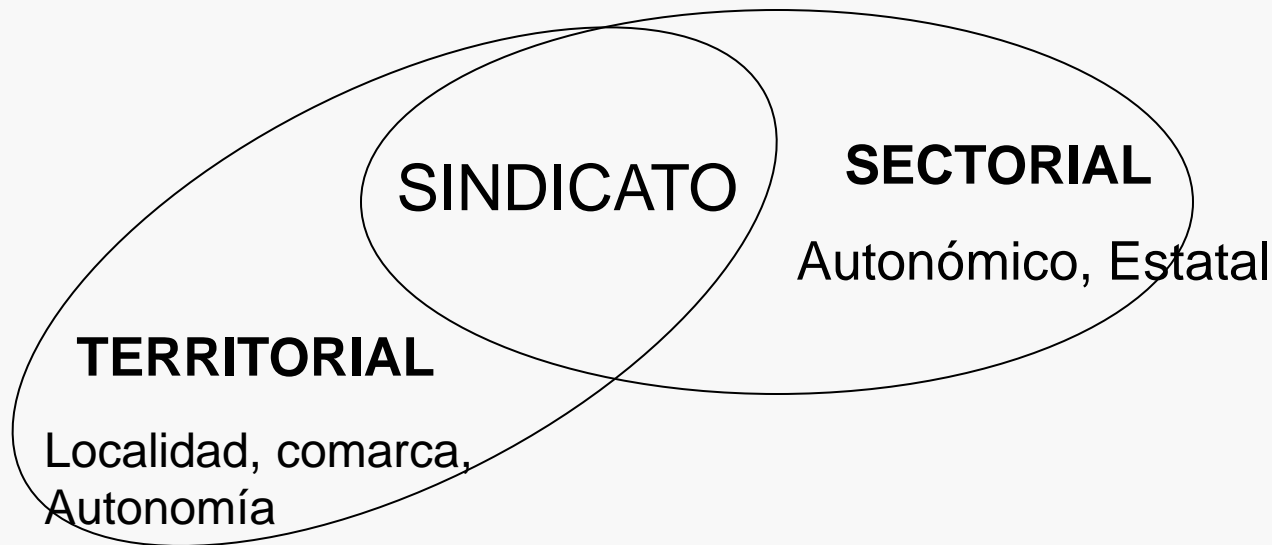 SINDICATO
SECTORIAL
Autonómico, Estatal
TERRITORIAL
Localidad, comarca,
Autonomía